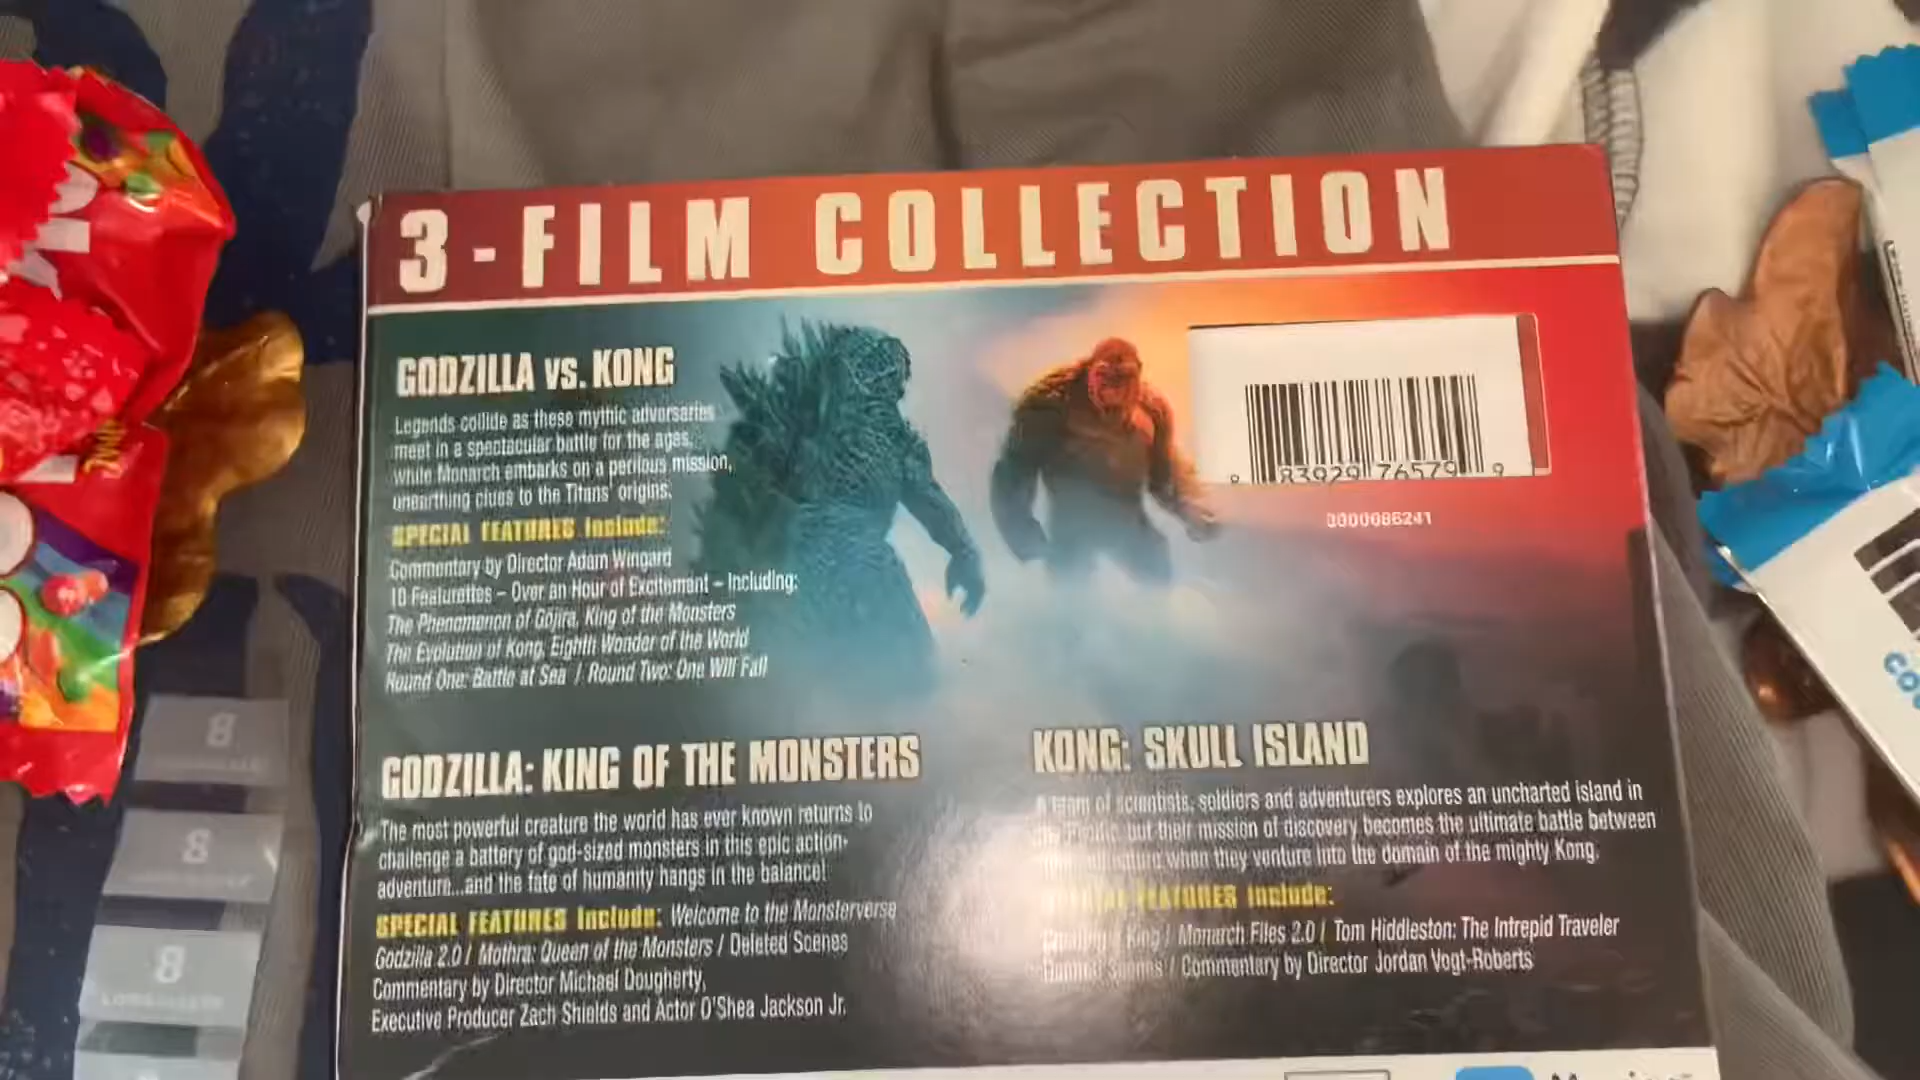 3-FILM COLLECTION
GODZILLA vs. KONG
Legends collide as these mythic adversaries
meet in a spectacular battle for the ages,
while Monarch embarks on a perilous mission,
unearthing clues to the Titans' origins.
SPECIAL FEATURES Include:
Commentary by Director Adam Wingard
10 Featurettes – Over an Hour of Excitement – Including:
The Phenomenon of Gojira, King of the Monsters
The Evolution of Kong, Eighth Wonder of the World
Round One: Battle at Sea / Round Two: One Will Fall
83929 76579 9
0000086241
GODZILLA: KING OF THE MONSTERS
The most powerful creature the world has ever known returns to
challenge a battery of god-sized monsters in this epic action-
adventure...and the fate of humanity hangs in the balance!
SPECIAL FEATURES Include: Welcome to the Monsterverse
Godzilla 2.0 / Mothra: Queen of the Monsters / Deleted Scenes
Commentary by Director Michael Dougherty,
Executive Producer Zach Shields and Actor O'Shea Jackson Jr.
KONG: SKULL ISLAND
A team of scientists, soldiers and adventurers explores an uncharted island in
the Pacific, but their mission of discovery becomes the ultimate battle between
when they venture into the domain of the mighty Kong.
FEATURES Include:
King / Monarch Files 2.0 / Tom Hiddleston: The Intrepid Traveler
Scenes / Commentary by Director Jordan Vogt-Roberts
8
8
8